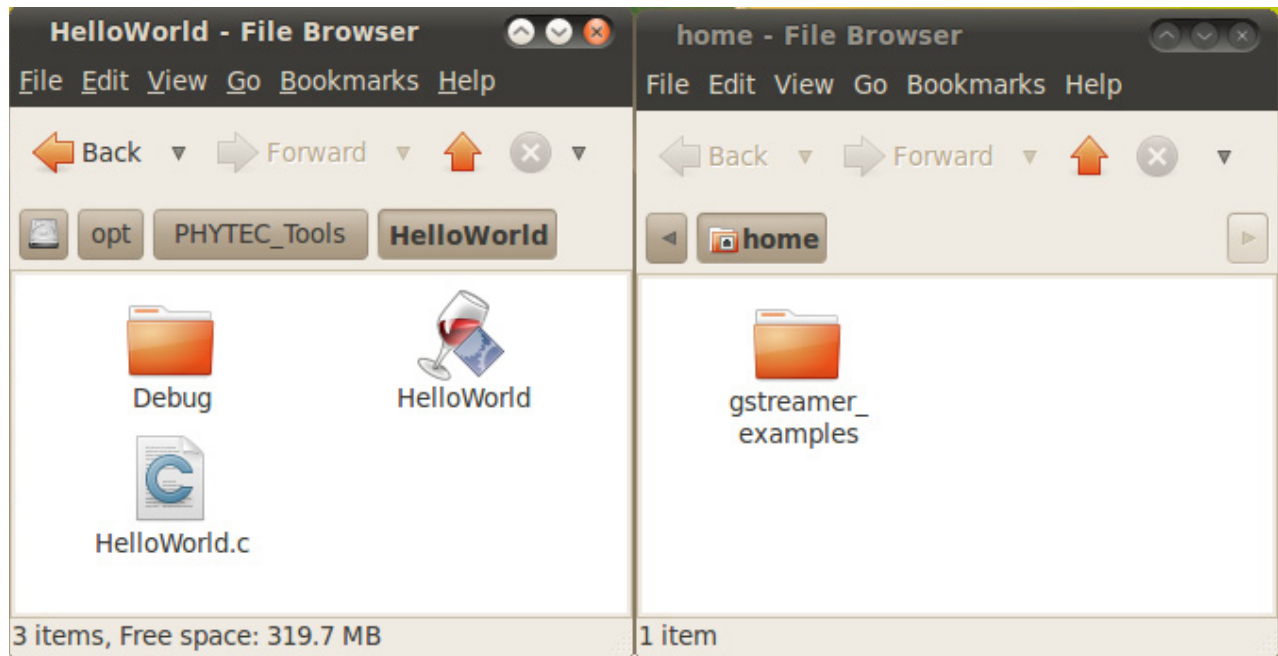 HelloWorld - File Browser
File Edit View Go Bookmarks Help
Back Forward
opt PHYTEC_Tools HelloWorld
Debug
HelloWorld
HelloWorld.c
3 items, Free space: 319.7 MB
home - File Browser
File Edit View Go Bookmarks Help
Back Forward
home
gstreamer_
examples
1 item